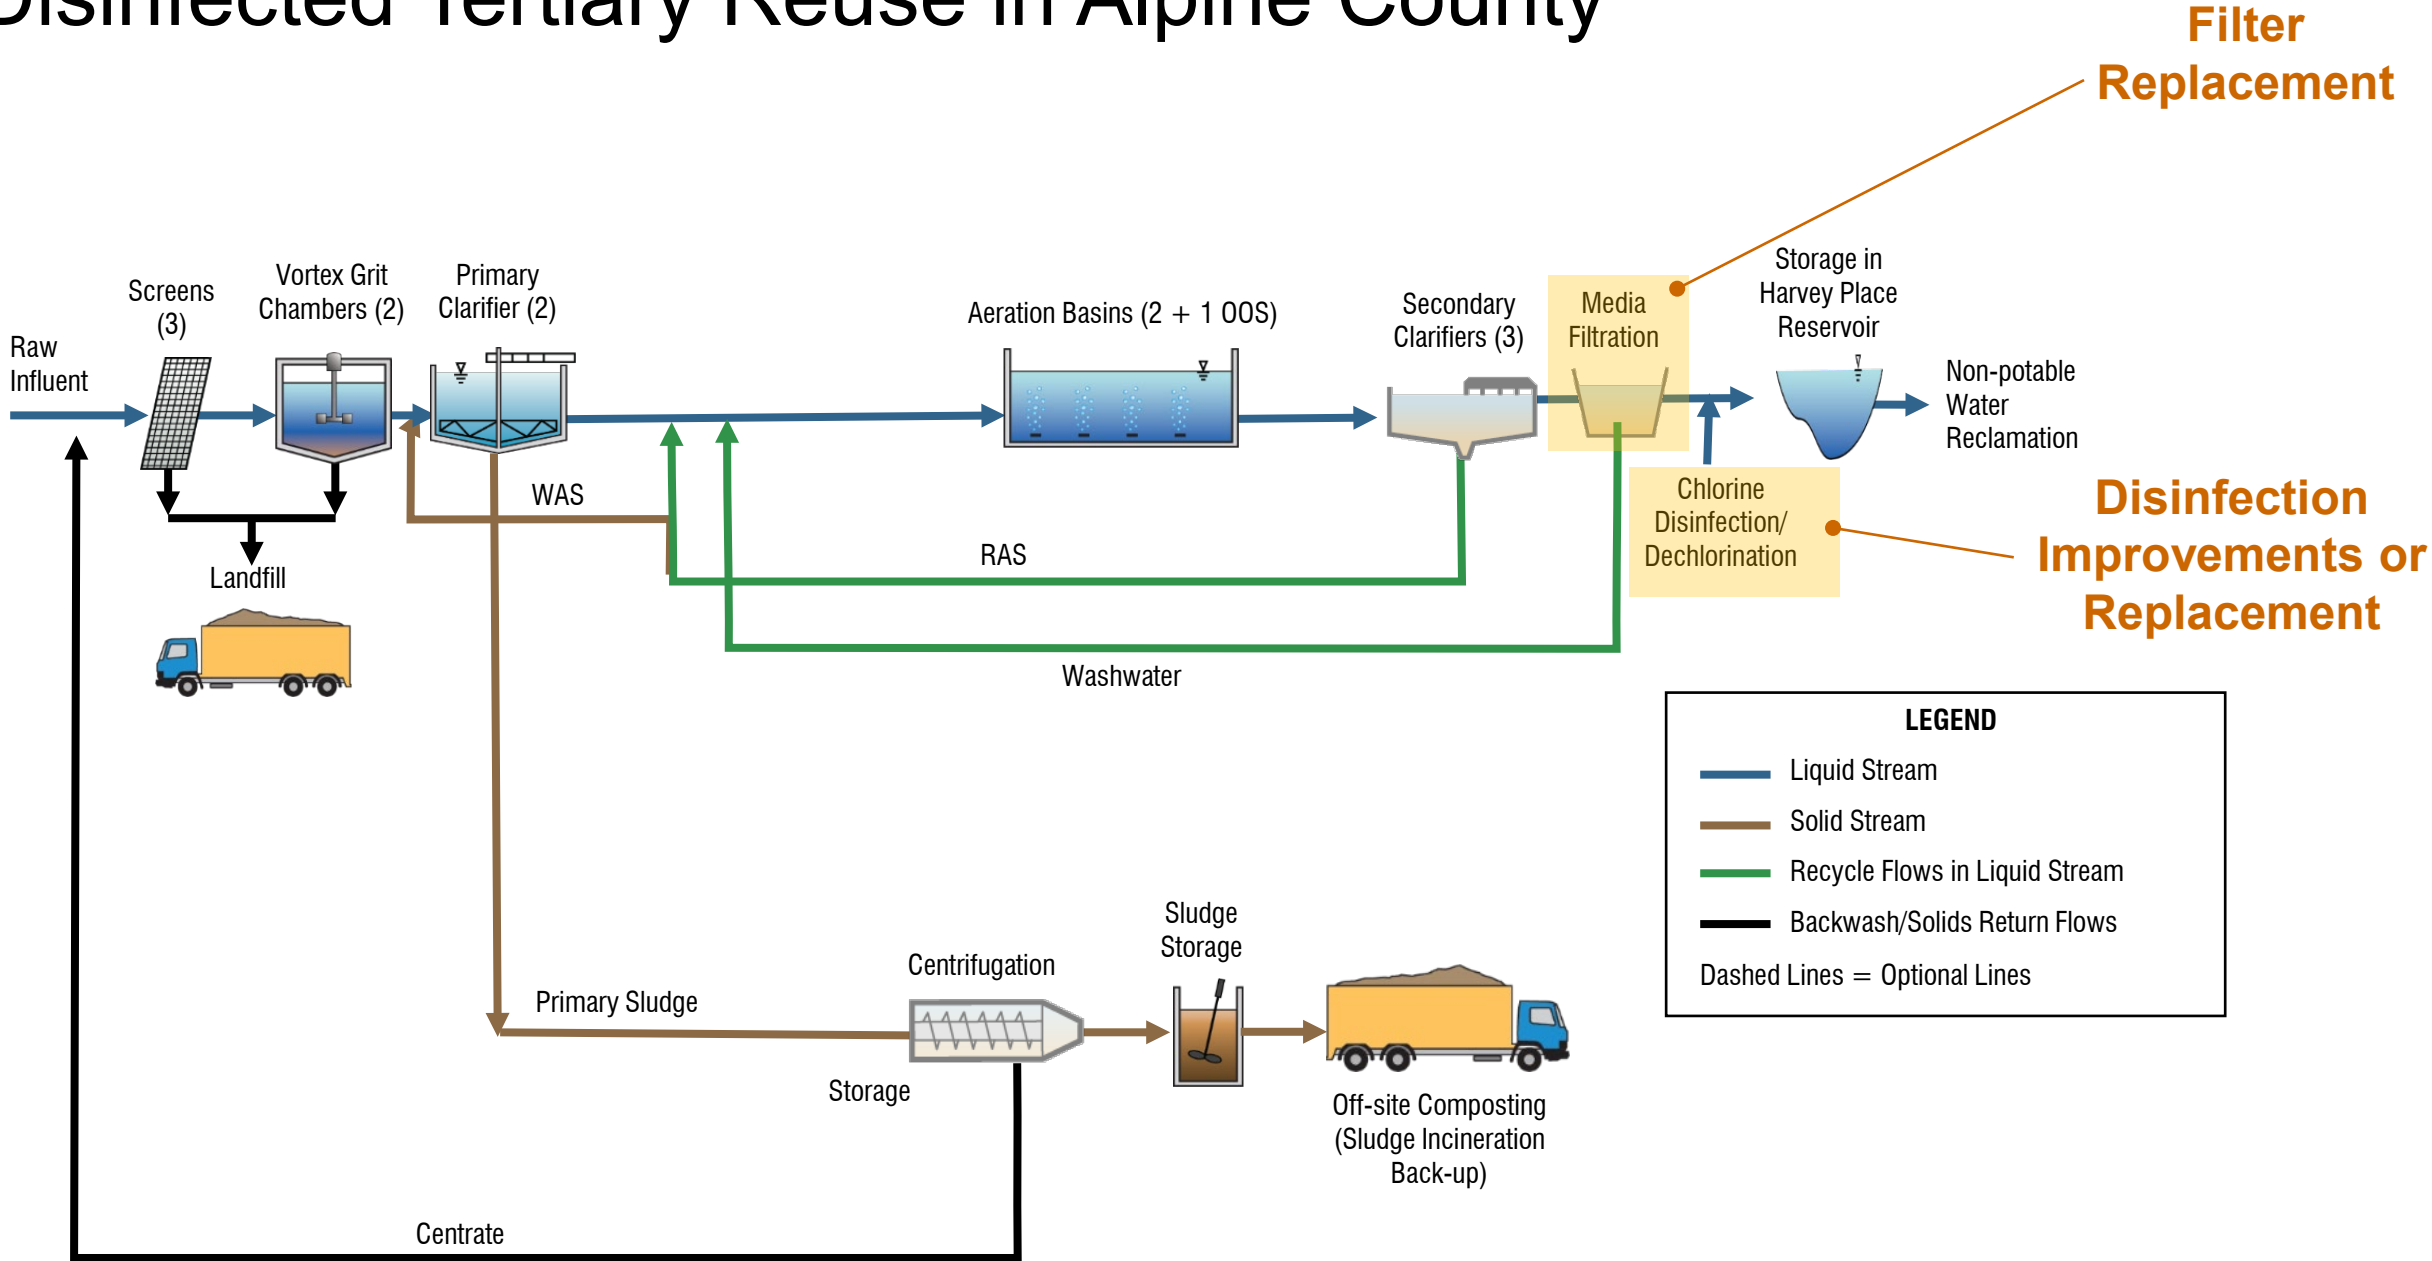 Disinfected Tertiary Reuse in Alpine County
Filter
Replacement
Screens
(3)
Vortex Grit
Chambers (2)
Primary
Clarifier (2)
Aeration Basins (2 + 1 OOS)
Secondary
Clarifiers (3)
Media
Filtration
Storage in
Harvey Place
Reservoir
Raw
Influent
Non-potable
Water
Reclamation
WAS
RAS
Washwater
Chlorine
Disinfection/
Dechlorination
Disinfection
Improvements or
Replacement
Landfill
LEGEND
Liquid Stream
Solid Stream
Recycle Flows in Liquid Stream
Backwash/Solids Return Flows
Dashed Lines = Optional Lines
Primary Sludge
Centrifugation
Storage
Sludge
Storage
Off-site Composting
(Sludge Incineration
Back-up)
Centrate